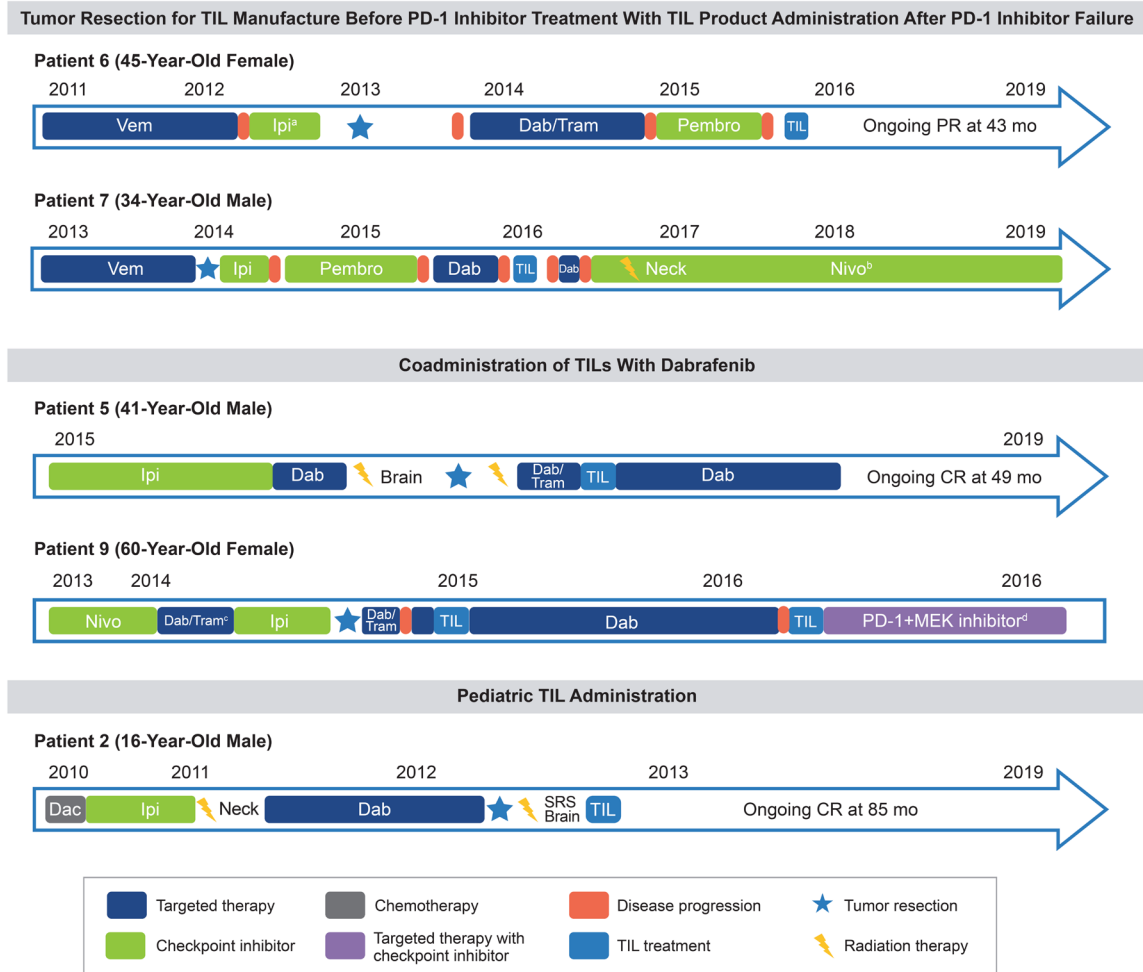 Tumor Resection for TIL Manufacture Before PD-1 Inhibitor Treatment With TIL Product Administration After PD-1 Inhibitor Failure
Patient 6 (45-Year-Old Female)
2011 2012 2013 2014 2015 2016 2019
Vem Ipiᵃ Dab/Tram Pembro TIL Ongoing PR at 43 mo
Patient 7 (34-Year-Old Male)
2013 2014 2015 2016 2017 2018 2019
Vem Ipi Pembro Dab TIL Dab Neck Nivoᵇ
Coadministration of TILs With Dabrafenib
Patient 5 (41-Year-Old Male)
2015 2019
Ipi Dab Brain Dab/ Tram TIL Dab Ongoing CR at 49 mo
Patient 9 (60-Year-Old Female)
2013 2014 2015 2016 2016
Nivo Dab/Tramᶜ Ipi Dab/ Tram TIL Dab TIL PD-1+MEK inhibitorᵈ
Pediatric TIL Administration
Patient 2 (16-Year-Old Male)
2010 2011 2012 2013 2019
Dac Ipi Neck Dab SRS Brain TIL Ongoing CR at 85 mo
Targeted therapy Chemotherapy Disease progression Tumor resection
Checkpoint inhibitor Targeted therapy with checkpoint inhibitor TIL treatment Radiation therapy